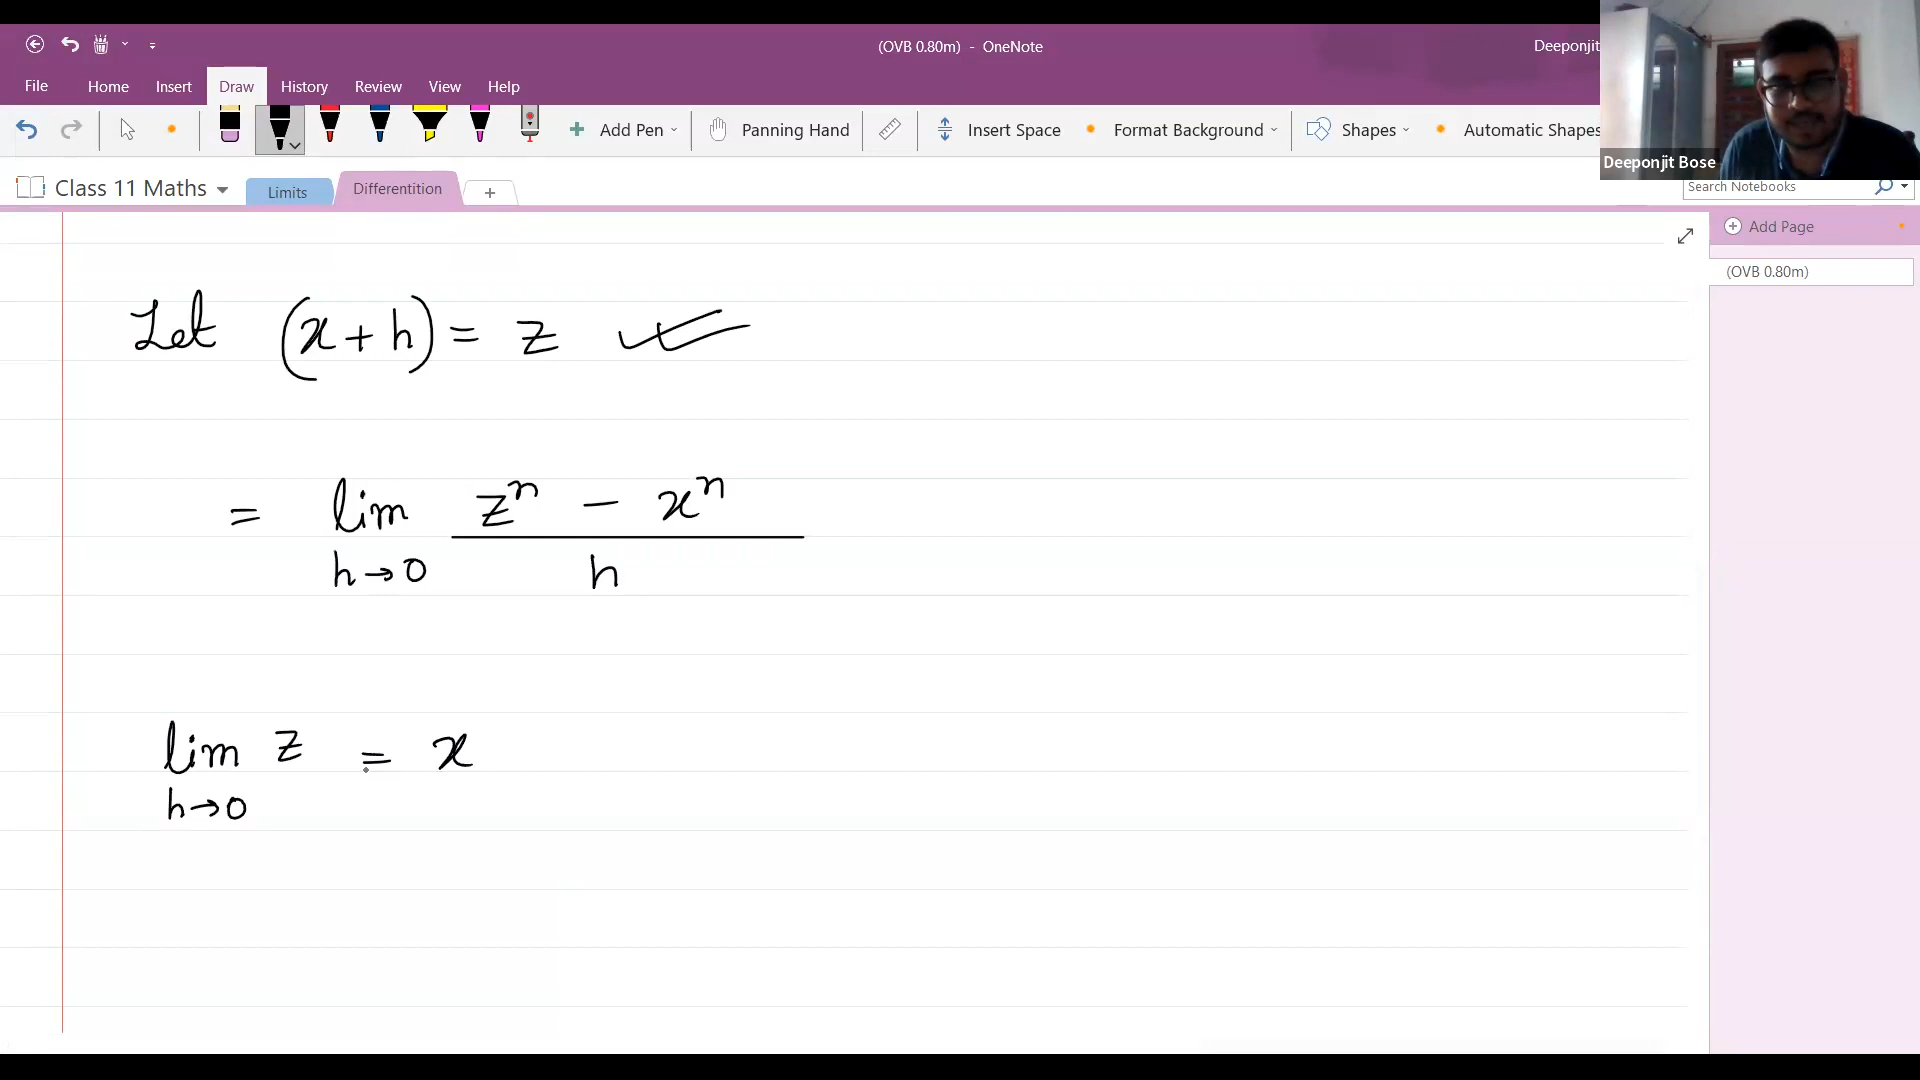 (OVB 0.80m) - OneNote
Deeponjit
File Home Insert Draw History Review View Help
Add Pen Panning Hand Insert Space Format Background Shapes Automatic Shapes
Deeponjit Bose
Class 11 Maths Limits Differentition
Search Notebooks
Add Page
(OVB 0.80m)
Let (x + h) = z
= lim zⁿ - xⁿ
h → 0 h
lim z = x
h → 0